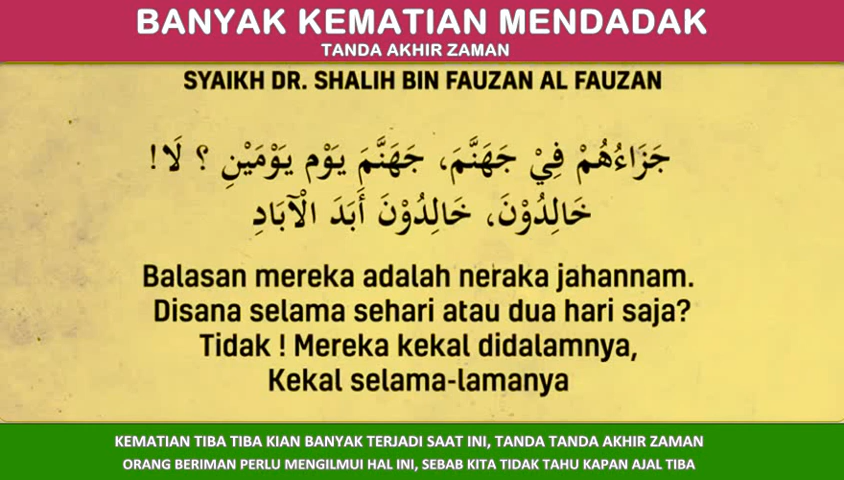 BANYAK KEMATIAN MENDADAK
TANDA AKHIR ZAMAN
SYAIKH DR. SHALIH BIN FAUZAN AL FAUZAN
جَزَاءُهُمْ فِيْ جَهَنَّمَ، جَهَنَّمَ يَوْم يَوْمَيْنِ ؟ لَا!
خَالِدُوْنَ، خَالِدُوْنَ أَبَدَ الْآبَادِ
Balasan mereka adalah neraka jahannam.
Disana selama sehari atau dua hari saja?
Tidak ! Mereka kekal didalamnya,
Kekal selama-lamanya
KEMATIAN TIBA TIBA KIAN BANYAK TERJADI SAAT INI, TANDA TANDA AKHIR ZAMAN
ORANG BERIMAN PERLU MENGILMUI HAL INI, SEBAB KITA TIDAK TAHU KAPAN AJAL TIBA